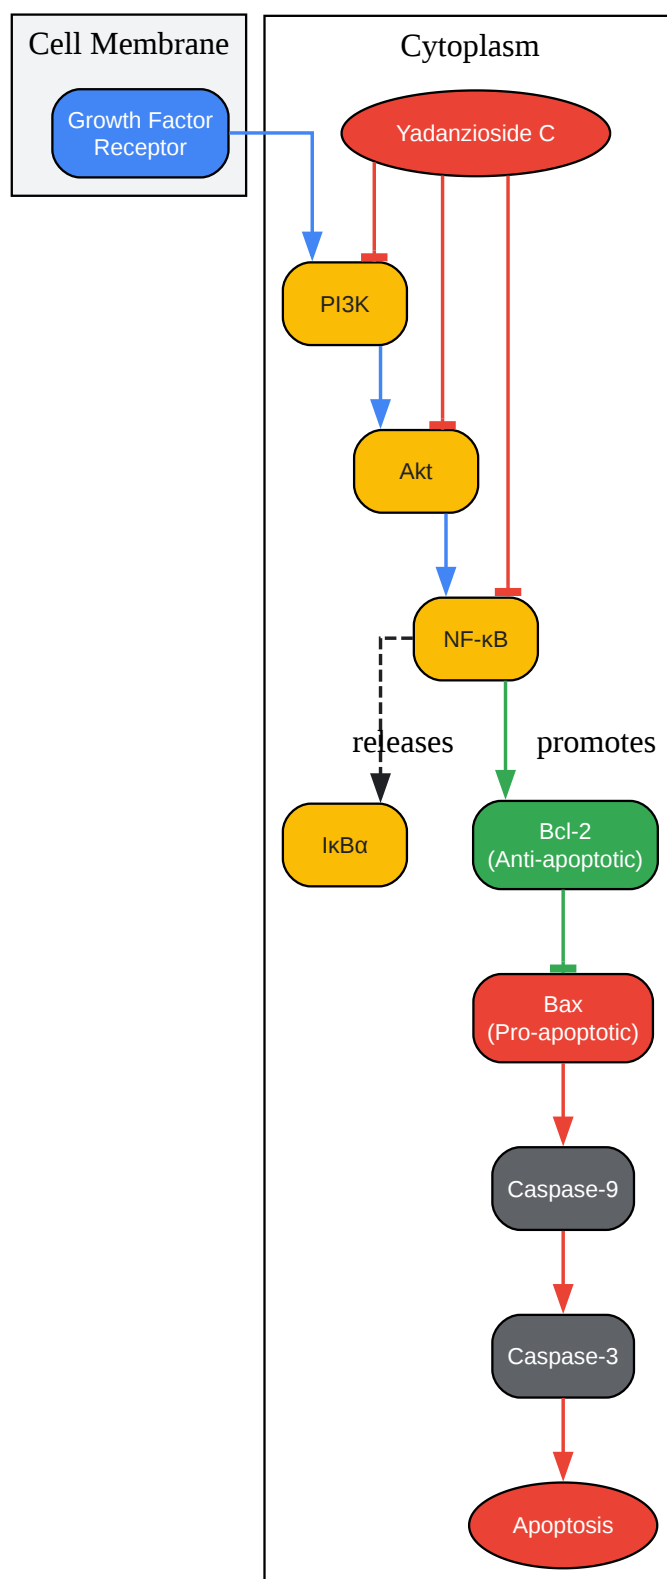 Cell Membrane
Cytoplasm
Growth Factor
Receptor
Yadanzioside C
PI3K
Akt
NF-κB
releases
promotes
IκBα
Bcl-2
(Anti-apoptotic)
Bax
(Pro-apoptotic)
Caspase-9
Caspase-3
Apoptosis